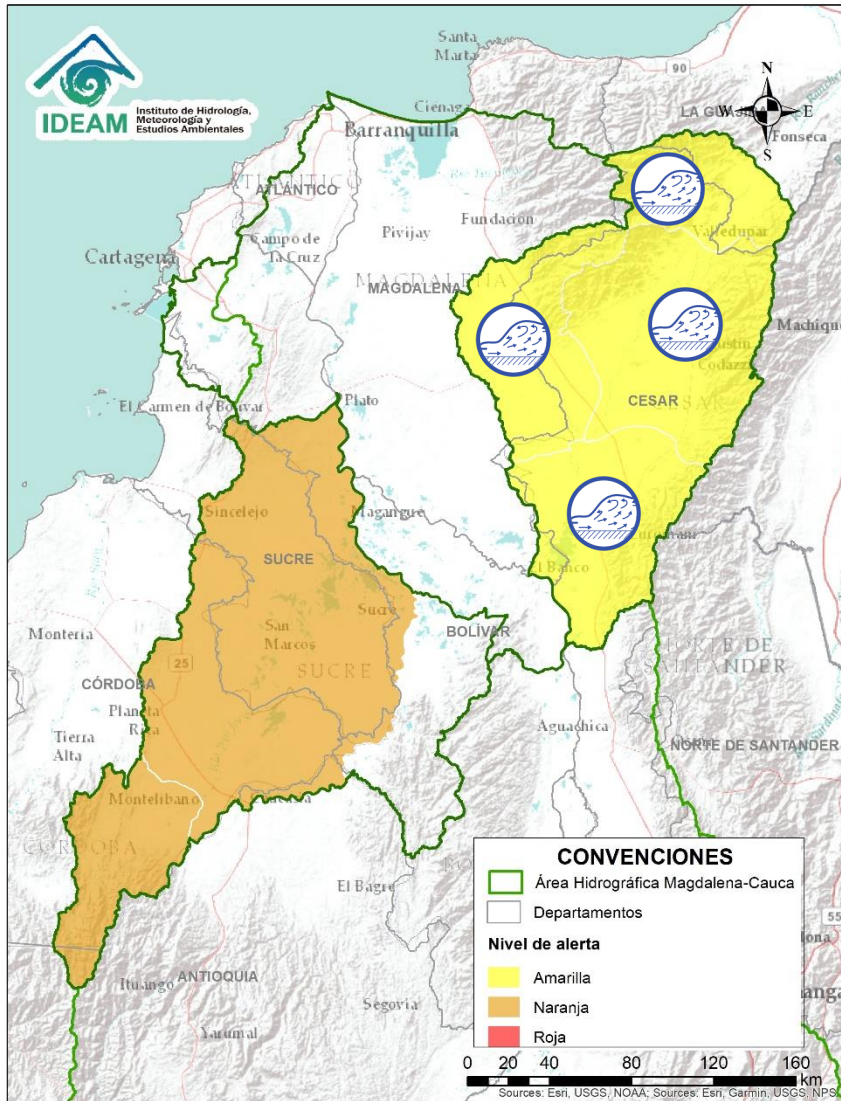 Santa
Marta
90
N
W
E
S
LA GUAJIRA
Fonseca
IDEAM
Instituto de Hidrología,
Meteorología y
Estudios Ambientales
Ciénaga
Barranquilla
ATLÁNTICO
Campo de
La Cruz
Pivijay
Fundación
Valledupar
Cartagena
MAGDALENA
MAGDALENA
Machiques
Codazzi
El Carmen de Bolívar
Plato
CESAR
CESAR
Sincelejo
Magangué
SUCRE
El Banco
Sucre
San
Marcos
BOLÍVAR
Montería
25
SUCRE
NORTE DE
SANTANDER
CÓRDOBA
Planeta
Rica
Tierra
Alta
Aguachica
NORTE DE SANTANDER
Montelíbano
CÓRDOBA
El Bagre
Ituango
ANTIOQUIA
Segovia
Yarumal
CONVENCIONES
Área Hidrográfica Magdalena-Cauca
Departamentos
Nivel de alerta
Amarilla
Naranja
Roja
55
0 20 40 80 120 160
km
Sources: Esri, USGS, NOAA; Sources: Esri, Garmin, USGS, NPS